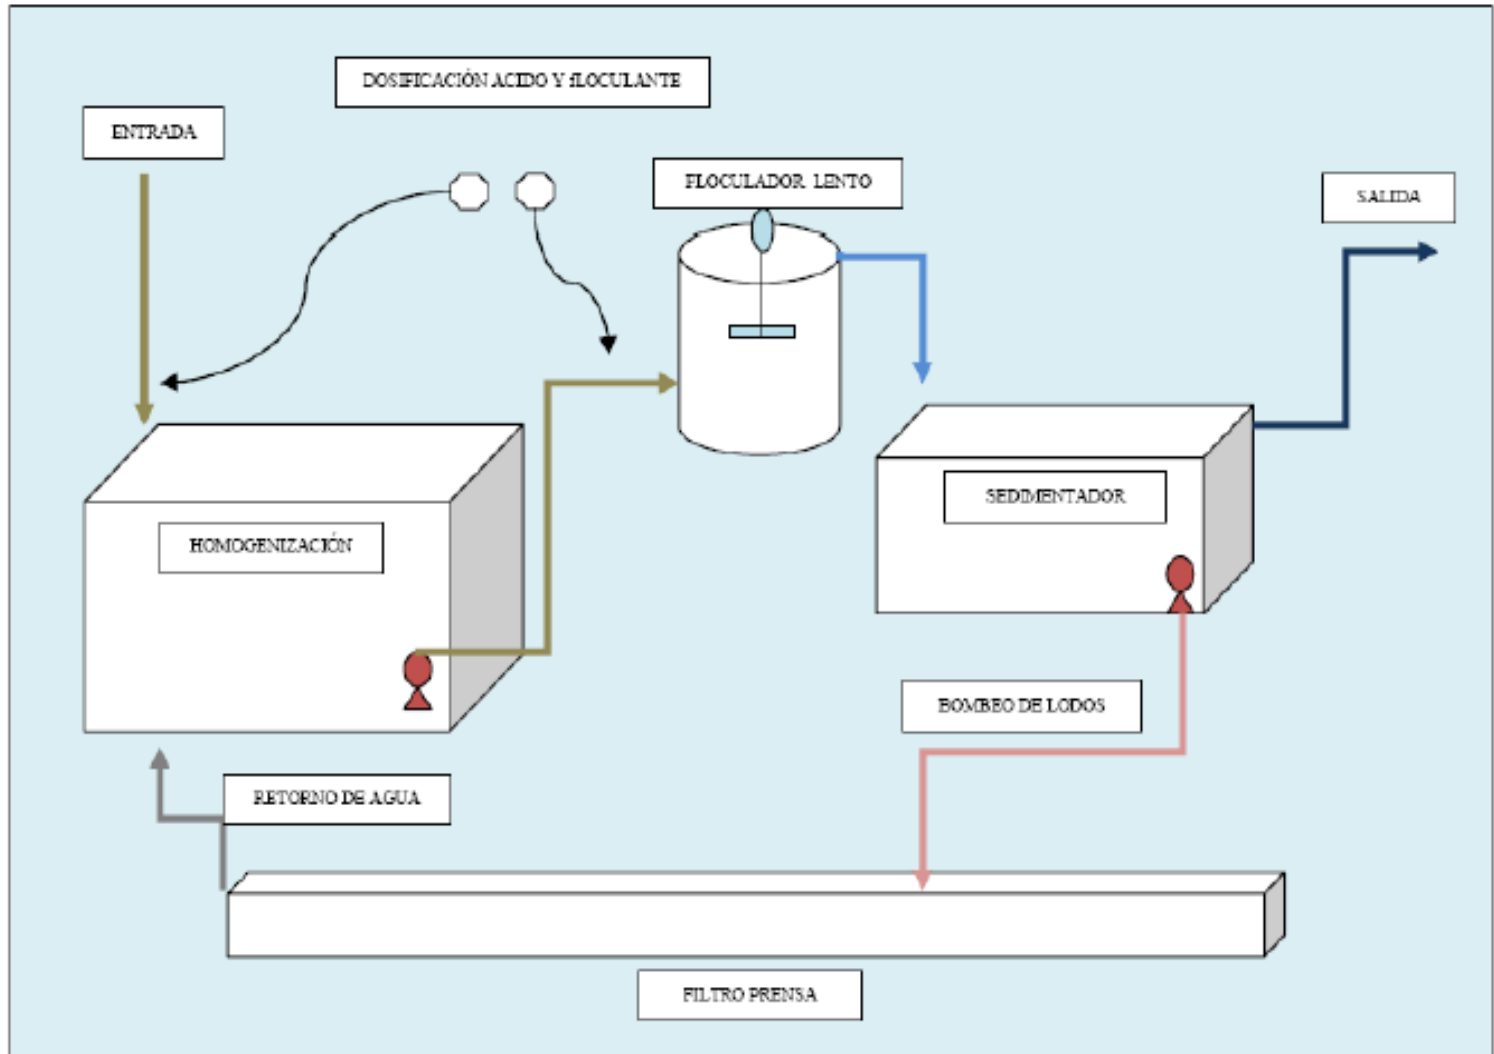 DOSIFICACIÓN ACIDO Y fLOCULANTE
ENTRADA
FLOCULADOR LENTO
SALIDA
SEDIMENTADOR
HOMOGENIZACIÓN
BOMBEO DE LODOS
RETORNO DE AGUA
FILTRO PRENSA